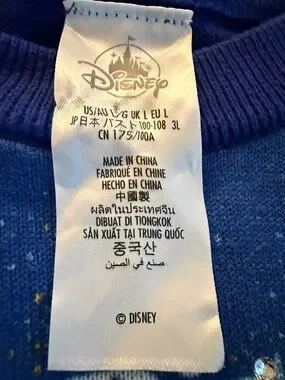 Disney
US/AU L/G UK L EU L
JP日本 バスト 100-108 3L
CN 175/100A
MADE IN CHINA
FABRIQUÉ EN CHINE
HECHO EN CHINA
中國製
ผลิตในประเทศจีน
DIBUAT DI TIONGKOK
SẢN XUẤT TẠI TRUNG QUỐC
중국산
صنع في الصين
© DISNEY